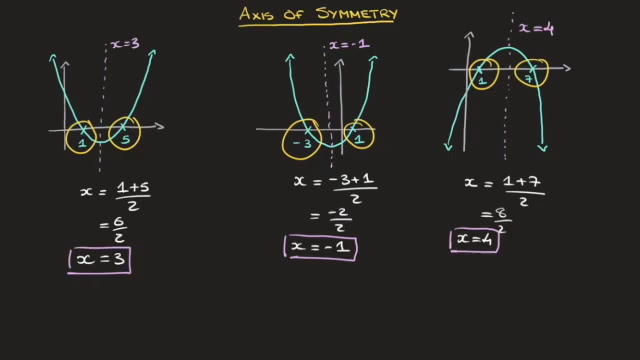 AXIS OF SYMMETRY
x=3
1
5
x = 1+5/2
= 6/2
x = 3
x=-1
-3
1
x = -3+1/2
= -2/2
x = -1
x=4
1
7
x = 1+7/2
= 8/2
x=4